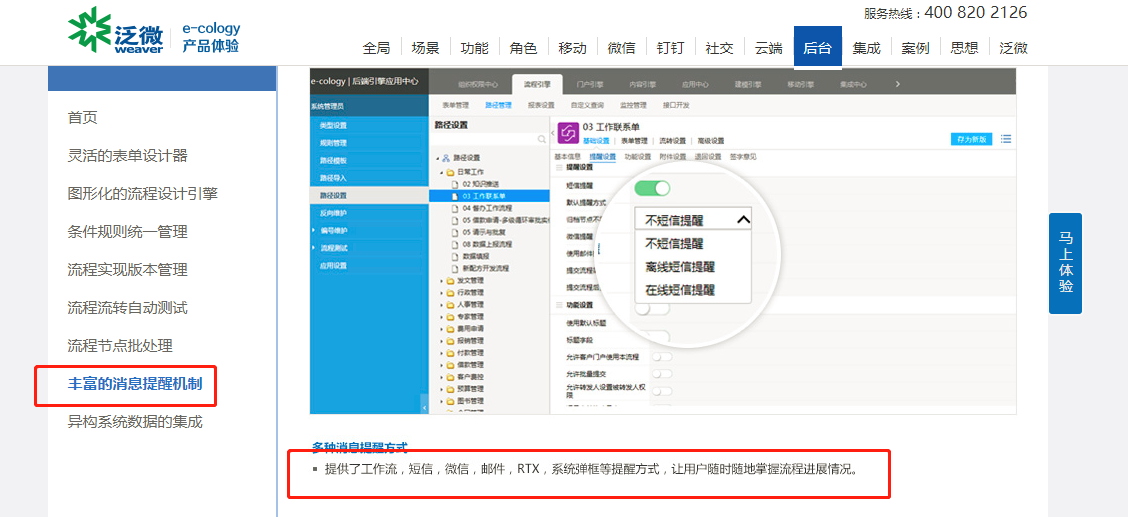 服务热线：400 820 2126
泛微
weaver
e-cology
产品体验
全局 场景 功能 角色 移动 微信 钉钉 社交 云端 后台 集成 案例 思想 泛微
首页
灵活的表单设计器
图形化的流程设计引擎
条件规则统一管理
流程实现版本管理
流程流转自动测试
流程节点批处理
丰富的消息提醒机制
异构系统数据的集成
e-cology | 后端引擎应用中心
组织权限中心 流程引擎 门户引擎 内容引擎 应用中心 建模引擎 移动引擎 集成中心
系统管理员
表单管理 路径管理 报表设置 自定义查询 监控管理 接口开发
类型设置
规则管理
路径模板
路径导入
路径设置
反向维护
编号维护
流程测试
应用设置
路径设置
路径设置
日常工作
02 知识推送
03 工作联系单
04 督办工作流程
05 借款申请-多级循环审批实
05 请示与批复
08 数据上报流程
数据填报
新配方开发流程
发文管理
行政管理
人事管理
专家管理
费用申请
报销管理
付款管理
借款管理
客户费控
预算管理
图书管理
03 工作联系单
基础设置 表单管理 流转设置 高级设置
存为新版
基本信息 提醒设置 功能设置 附件设置 退回设置 签字意见
提醒设置
短信提醒
默认提醒方式
归档节点不
微信提醒
使用邮件
提交流程
提交流程
不短信提醒
不短信提醒
离线短信提醒
在线短信提醒
功能设置
使用默认标题
标题字段
允许客户门户使用本流程
允许批量提交
允许转发人设置被转发人权
限
马上体验
多种消息提醒方式
提供了工作流，短信，微信，邮件，RTX，系统弹框等提醒方式，让用户随时随地掌握流程进展情况。